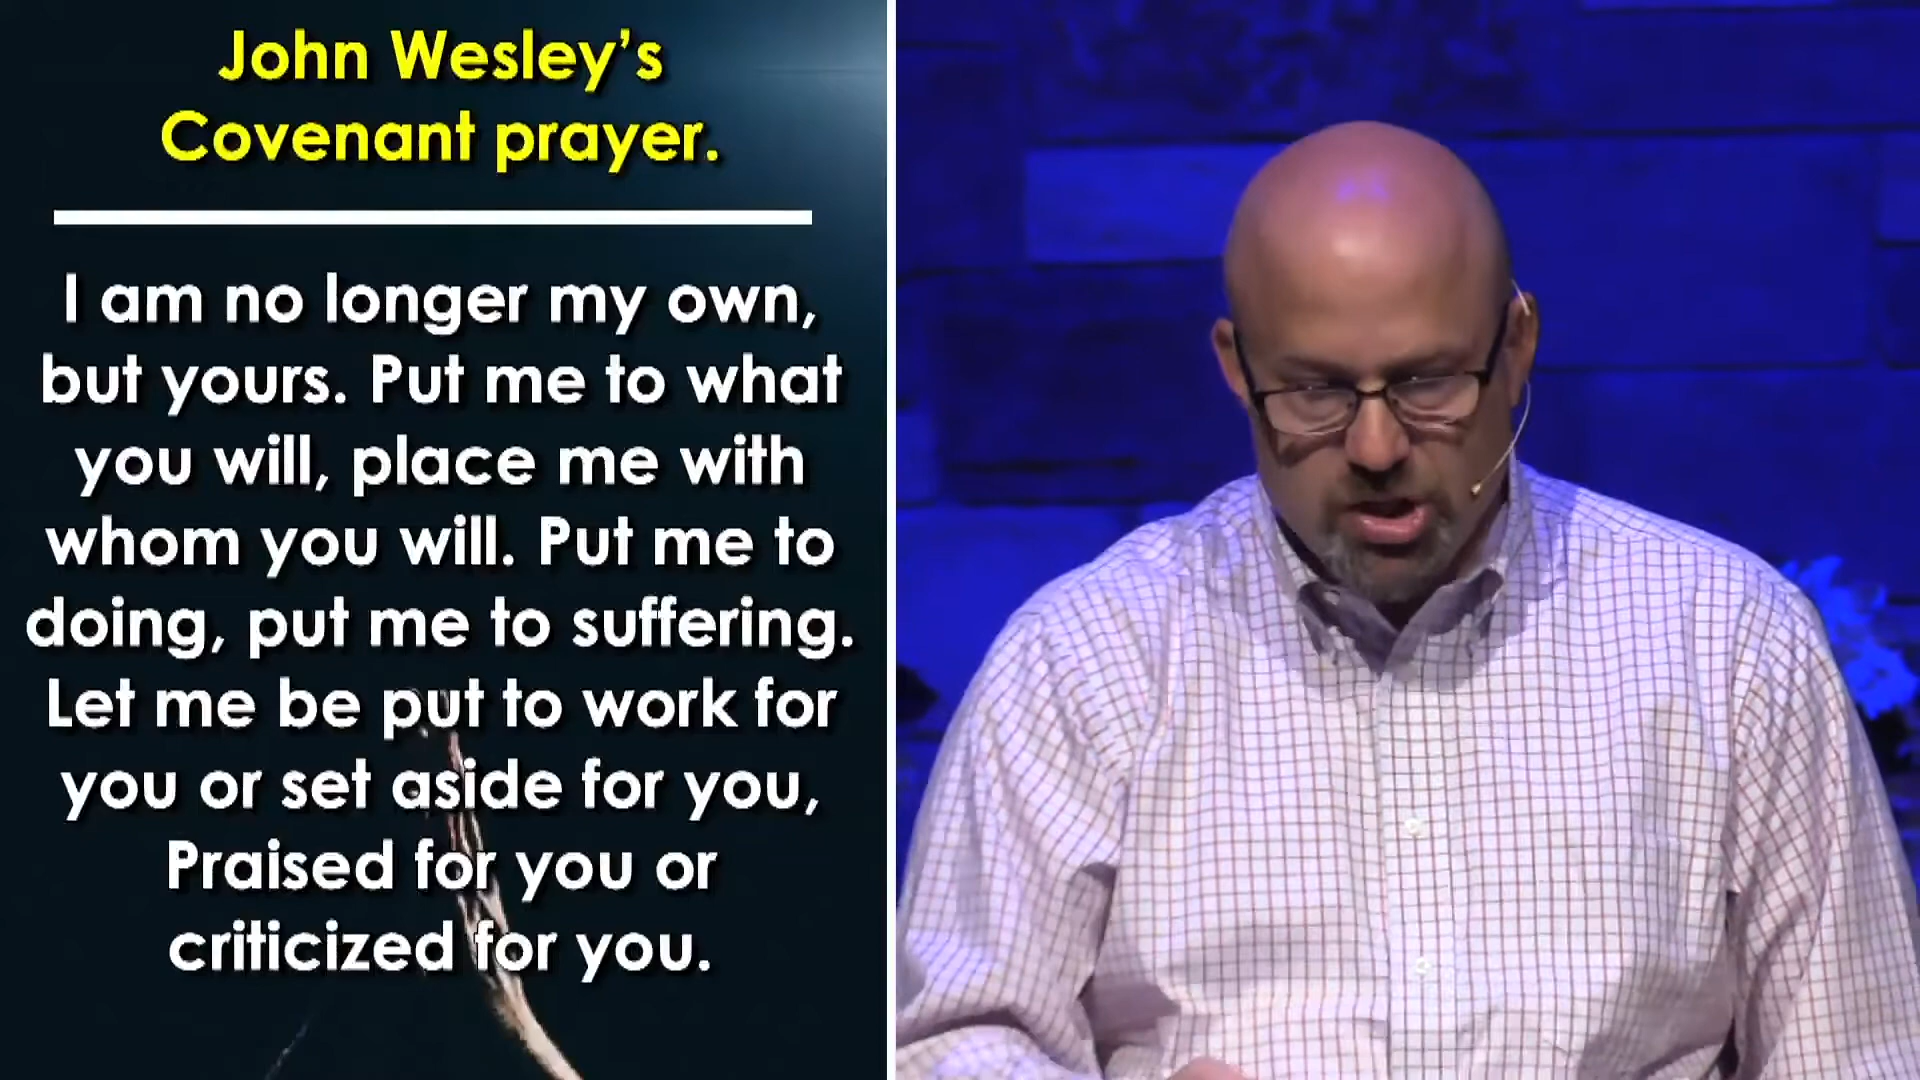 John Wesley’s
Covenant prayer.
I am no longer my own,
but yours. Put me to what
you will, place me with
whom you will. Put me to
doing, put me to suffering.
Let me be put to work for
you or set aside for you,
Praised for you or
criticized for you.